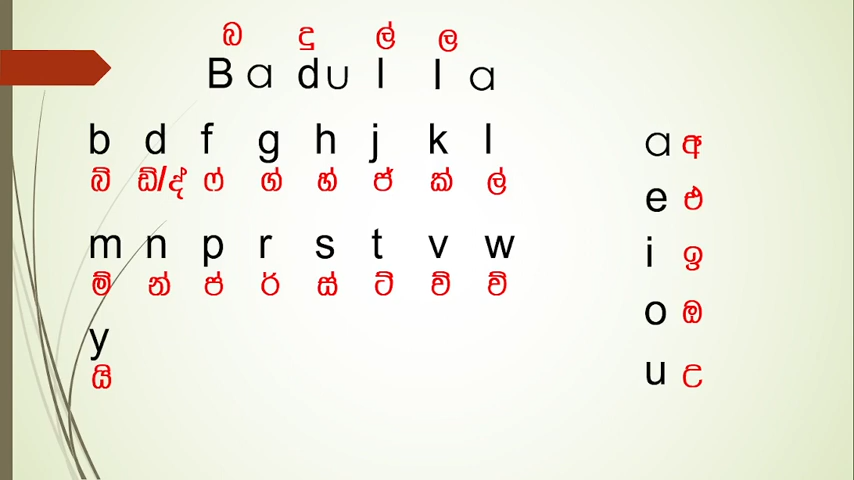 බ දු ල් ල
B a d u l l a
b d f g h j k l
බ් ඩ්/ද් ෆ් ග් හ් ජ් ක් ල්
m n p r s t v w
ම් න් ප් ර් ස් ට් ව් ව්
y
යි
a අ
e එ
i ඉ
o ඔ
u උ